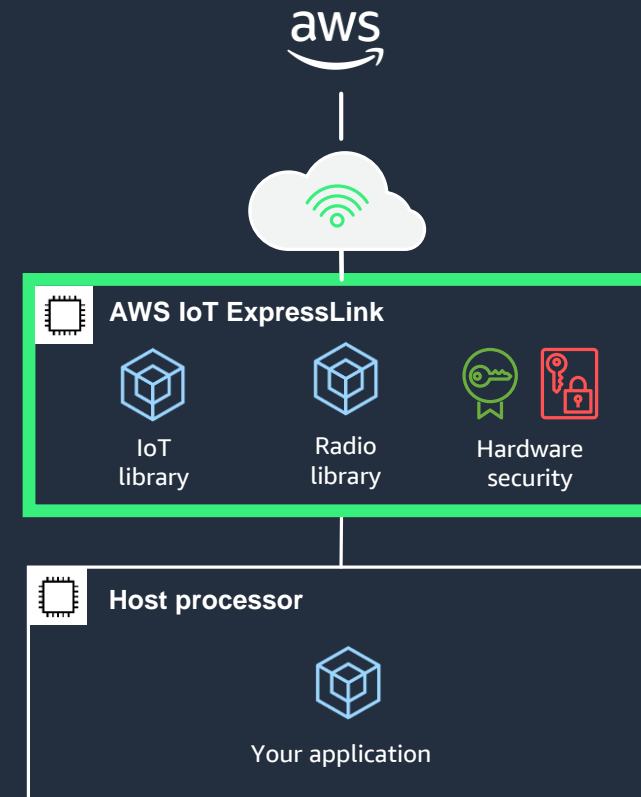 aws
AWS IoT ExpressLink
IoT
library
Radio
library
Hardware
security
Host processor
Your application